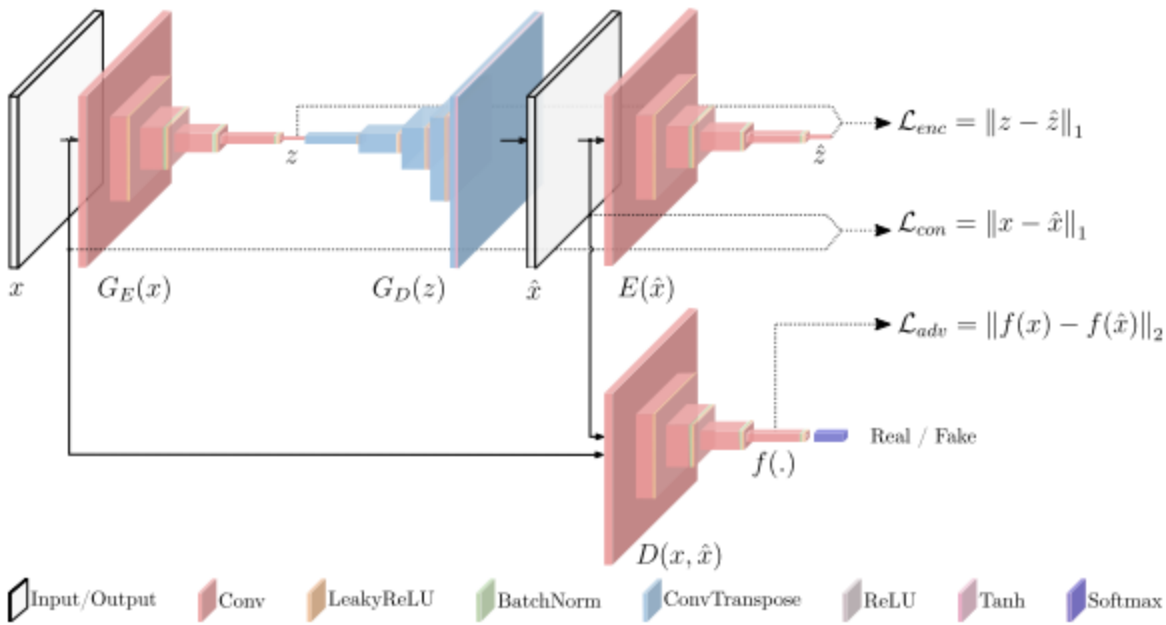 z
ẑ
ℒ_enc = ‖z − ẑ‖₁
ℒ_con = ‖x − x̂‖₁
x
G_E(x)
G_D(z)
x̂
E(x̂)
ℒ_adv = ‖f(x) − f(x̂)‖₂
Real / Fake
f(.)
D(x, x̂)
Input/Output Conv LeakyReLU BatchNorm ConvTranspose ReLU Tanh Softmax